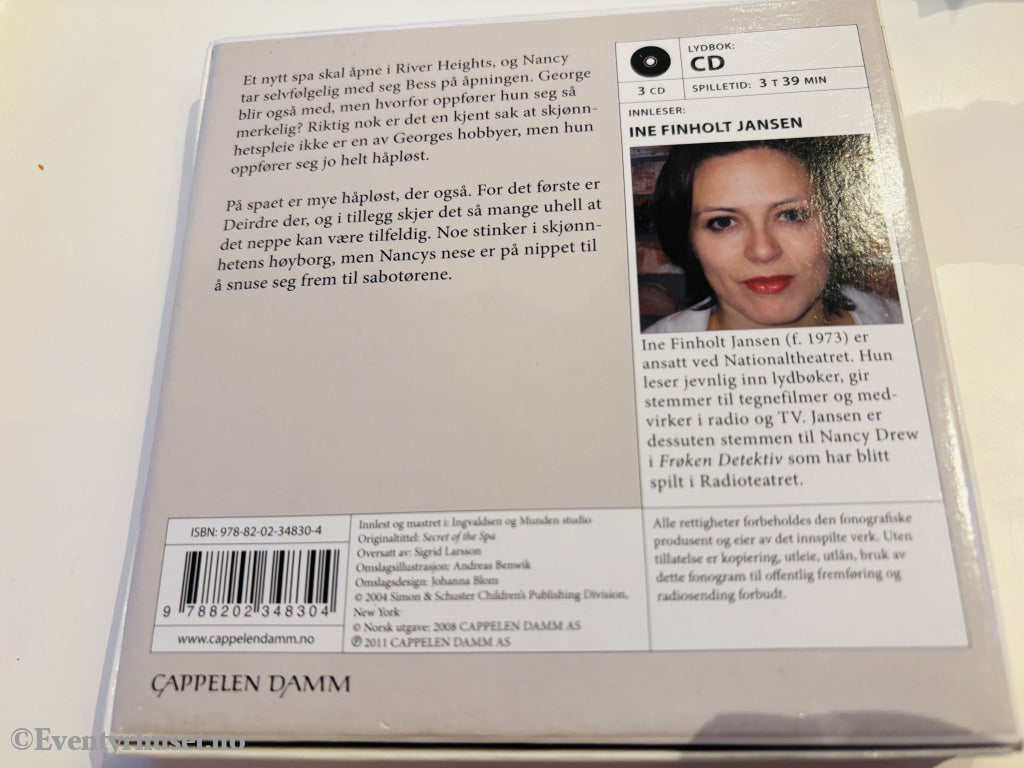 Et nytt spa skal åpne i River Heights, og Nancy
tar selvfølgelig med seg Bess på åpningen. George
blir også med, men hvorfor oppfører hun seg så
merkelig? Riktig nok er det en kjent sak at skjønn-
hetspleie ikke er en av Georges hobbyer, men hun
oppfører seg jo helt håpløst.
På spaet er mye håpløst, der også. For det første er
Deirdre der, og i tillegg skjer det så mange uhell at
det neppe kan være tilfeldig. Noe stinker i skjønn-
hetens høyborg, men Nancys nese er på nippet til
å snuse seg frem til sabotørene.
LYDBOK:
CD
3 CD
SPILLETID: 3 T 39 MIN
INNLESER:
INE FINHOLT JANSEN
Ine Finholt Jansen (f. 1973) er
ansatt ved Nationaltheatret. Hun
leser jevnlig inn lydbøker, gir
stemmer til tegnefilmer og med-
virker i radio og TV. Jansen er
dessuten stemmen til Nancy Drew
i Frøken Detektiv som har blitt
spilt i Radioteatret.
ISBN: 978-82-02-34830-4
9 788202 348304
www.cappelendamm.no
Innlest og mastret i: Ingvaldsen og Munden studio
Originaltittel: Secret of the Spa
Oversatt av: Sigrid Larsson
Omslagsillustrasjon: Andreas Benwik
Omslagsdesign: Johanna Blom
© 2004 Simon & Schuster Children's Publishing Division,
New York
© Norsk utgave: 2008 CAPPELEN DAMM AS
℗ 2011 CAPPELEN DAMM AS
Alle rettigheter forbeholdes den fonografiske
produsent og eier av det innspilte verk. Uten
tillatelse er kopiering, utleie, utlån, bruk av
dette fonogram til offentlig fremføring og
radiosending forbudt.
CAPPELEN DAMM
©Eventyrhuset.no